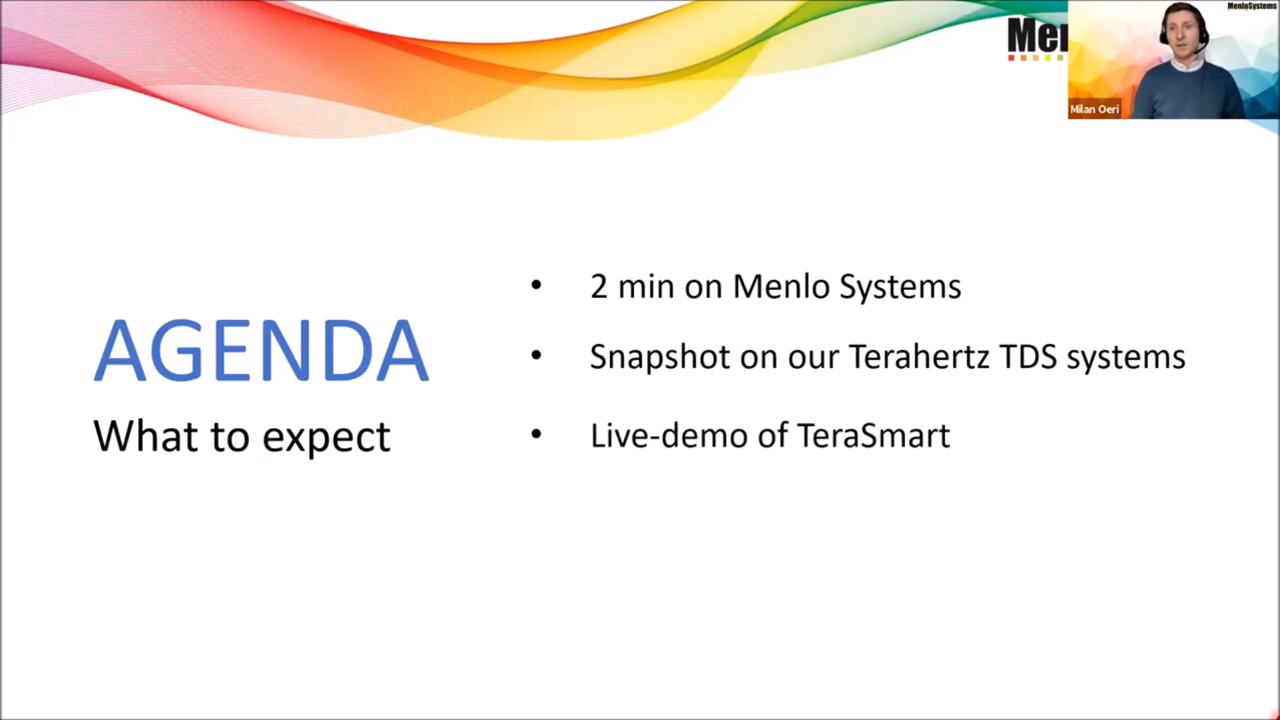 MenloSystems
Men
Milan Oeri
AGENDA
What to expect
• 2 min on Menlo Systems
• Snapshot on our Terahertz TDS systems
• Live-demo of TeraSmart